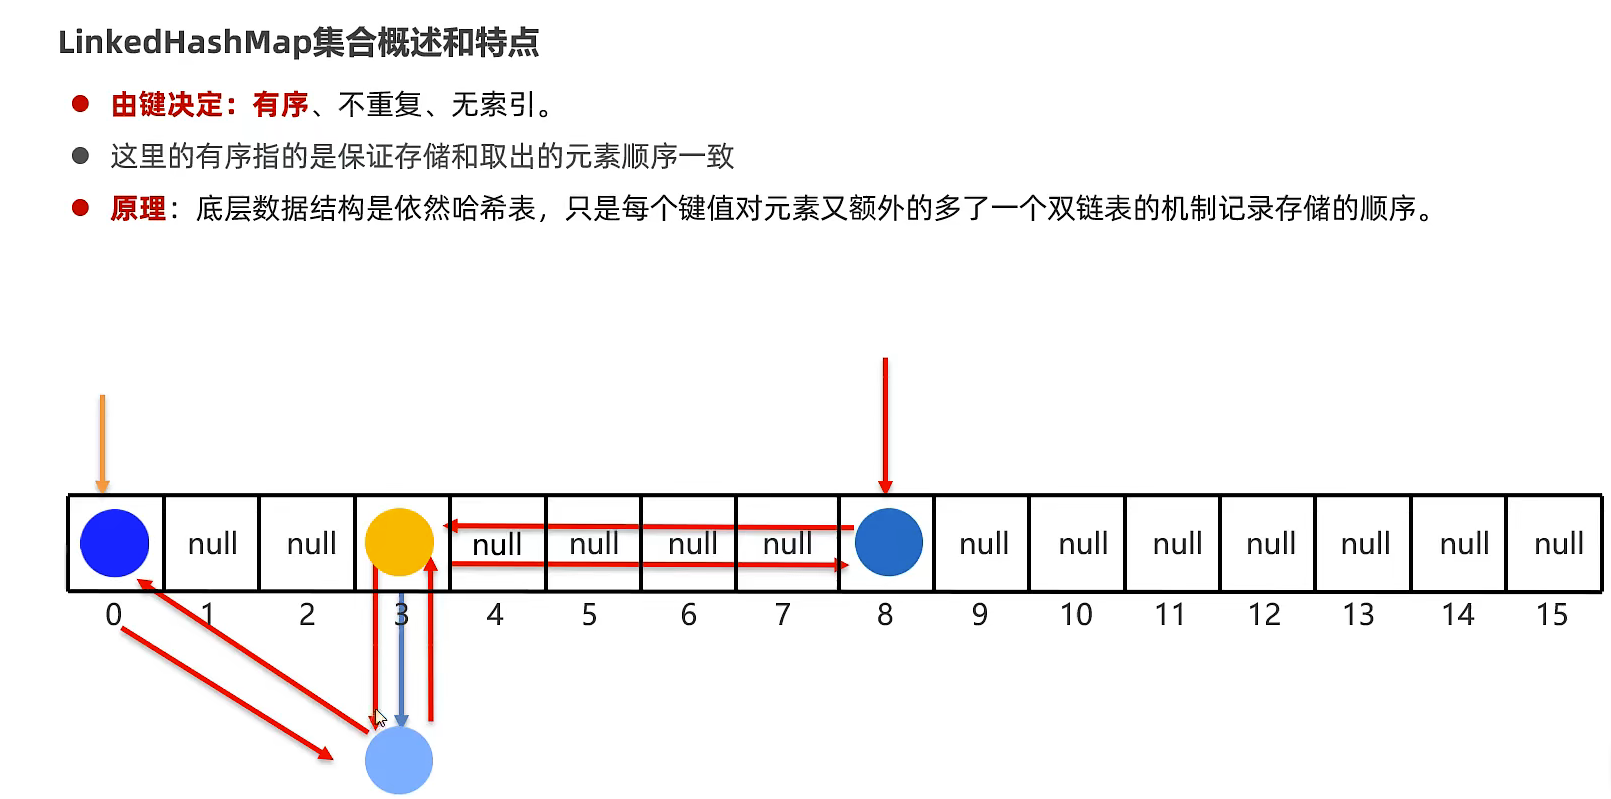 LinkedHashMap集合概述和特点
由键决定：有序、不重复、无索引。
这里的有序指的是保证存储和取出的元素顺序一致
原理：底层数据结构是依然哈希表，只是每个键值对元素又额外的多了一个双链表的机制记录存储的顺序。
null null null null null null null null null null null null null
0 1 2 3 4 5 6 7 8 9 10 11 12 13 14 15